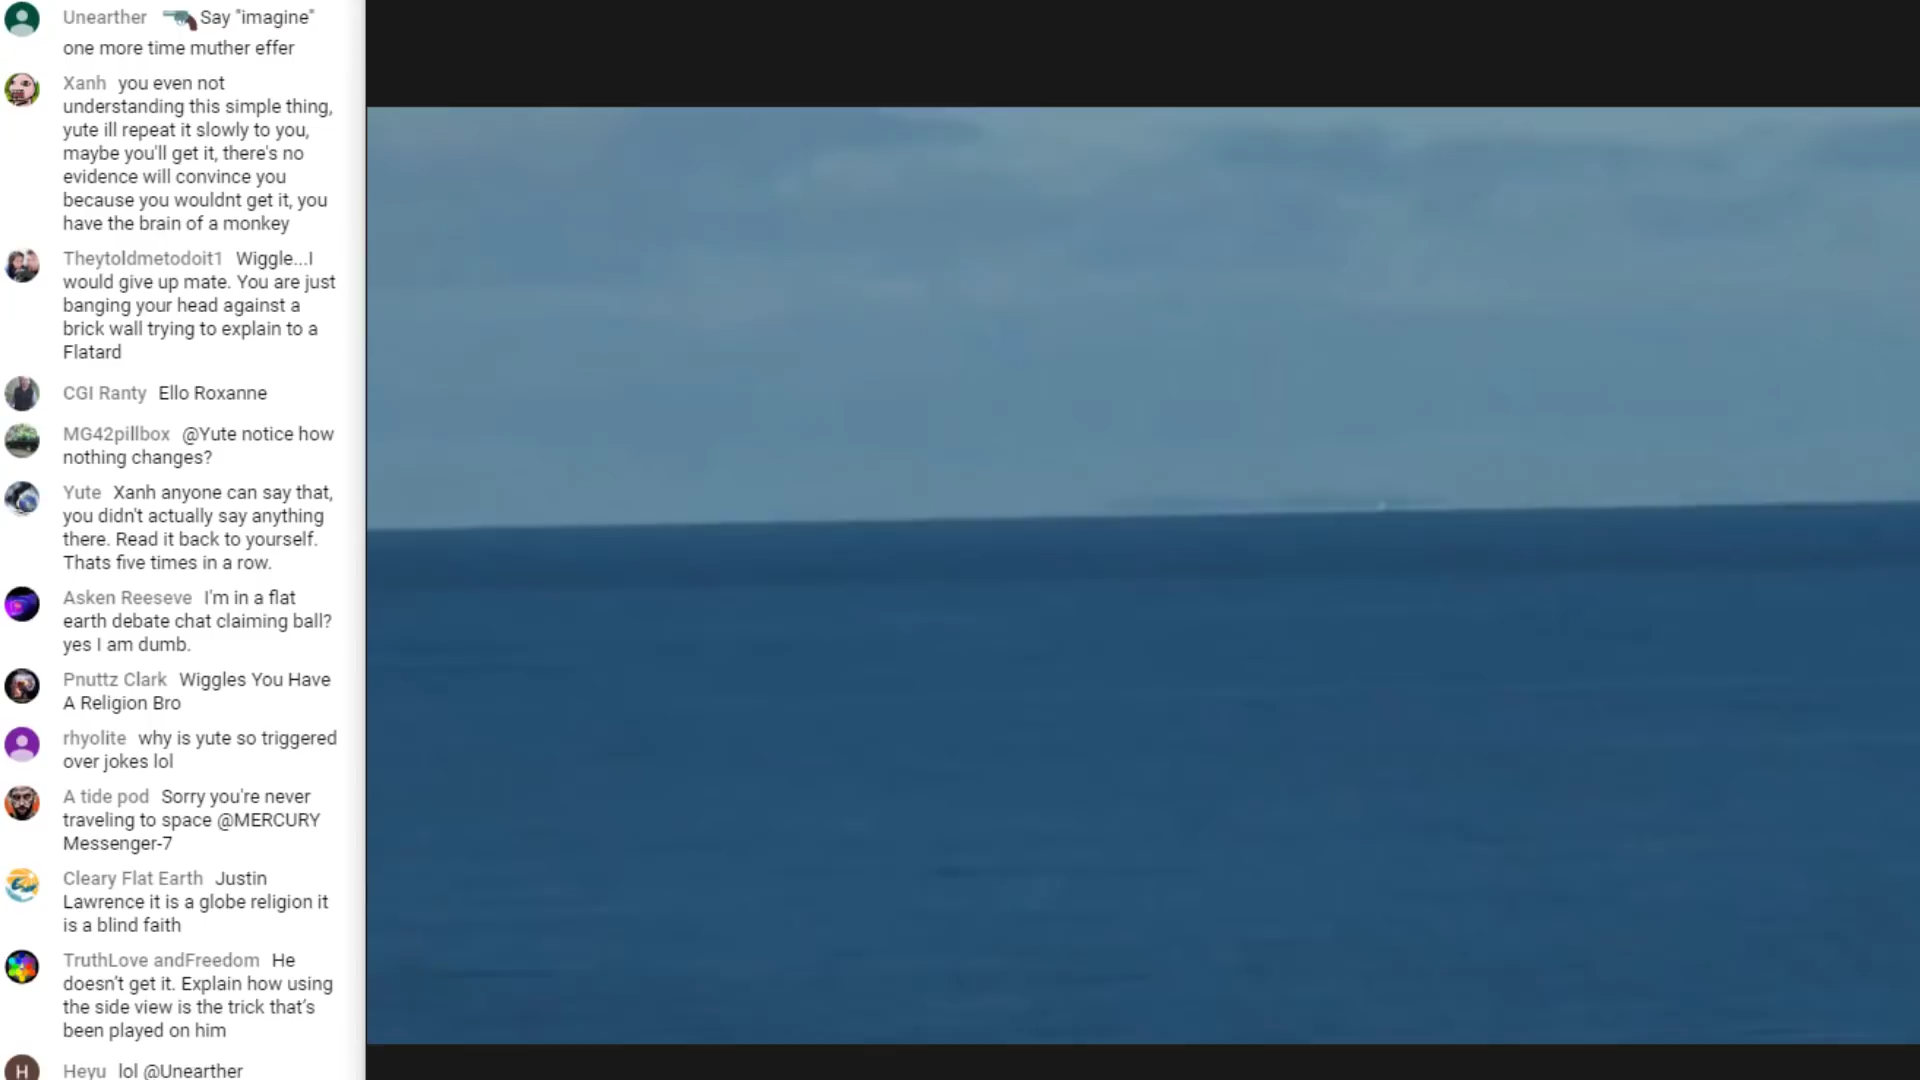 Unearther Say "imagine"
one more time muther effer
Xanh you even not
understanding this simple thing,
yute ill repeat it slowly to you,
maybe you'll get it, there's no
evidence will convince you
because you wouldnt get it, you
have the brain of a monkey
Theytoldmetodoit1 Wiggle...I
would give up mate. You are just
banging your head against a
brick wall trying to explain to a
Flatard
CGI Ranty Ello Roxanne
MG42pillbox @Yute notice how
nothing changes?
Yute Xanh anyone can say that,
you didn't actually say anything
there. Read it back to yourself.
Thats five times in a row.
Asken Reeseve I'm in a flat
earth debate chat claiming ball?
yes I am dumb.
Pnuttz Clark Wiggles You Have
A Religion Bro
rhyolite why is yute so triggered
over jokes lol
A tide pod Sorry you're never
traveling to space @MERCURY
Messenger-7
Cleary Flat Earth Justin
Lawrence it is a globe religion it
is a blind faith
TruthLove andFreedom He
doesn't get it. Explain how using
the side view is the trick that's
been played on him
H Heyu lol @Unearther